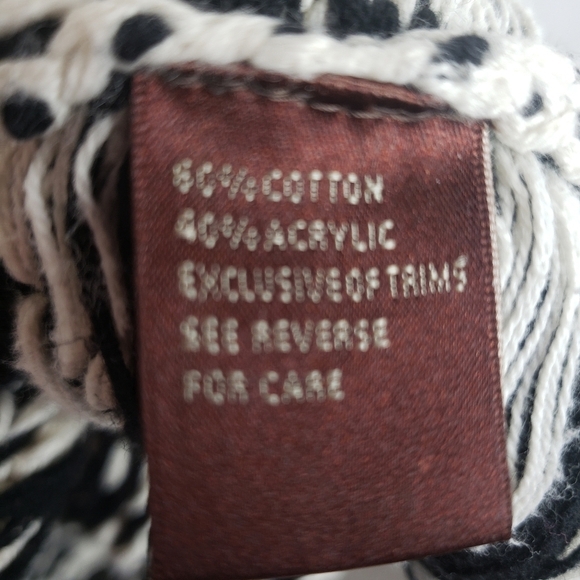 60% COTTON
40% ACRYLIC
EXCLUSIVE OF TRIMS
SEE REVERSE
FOR CARE